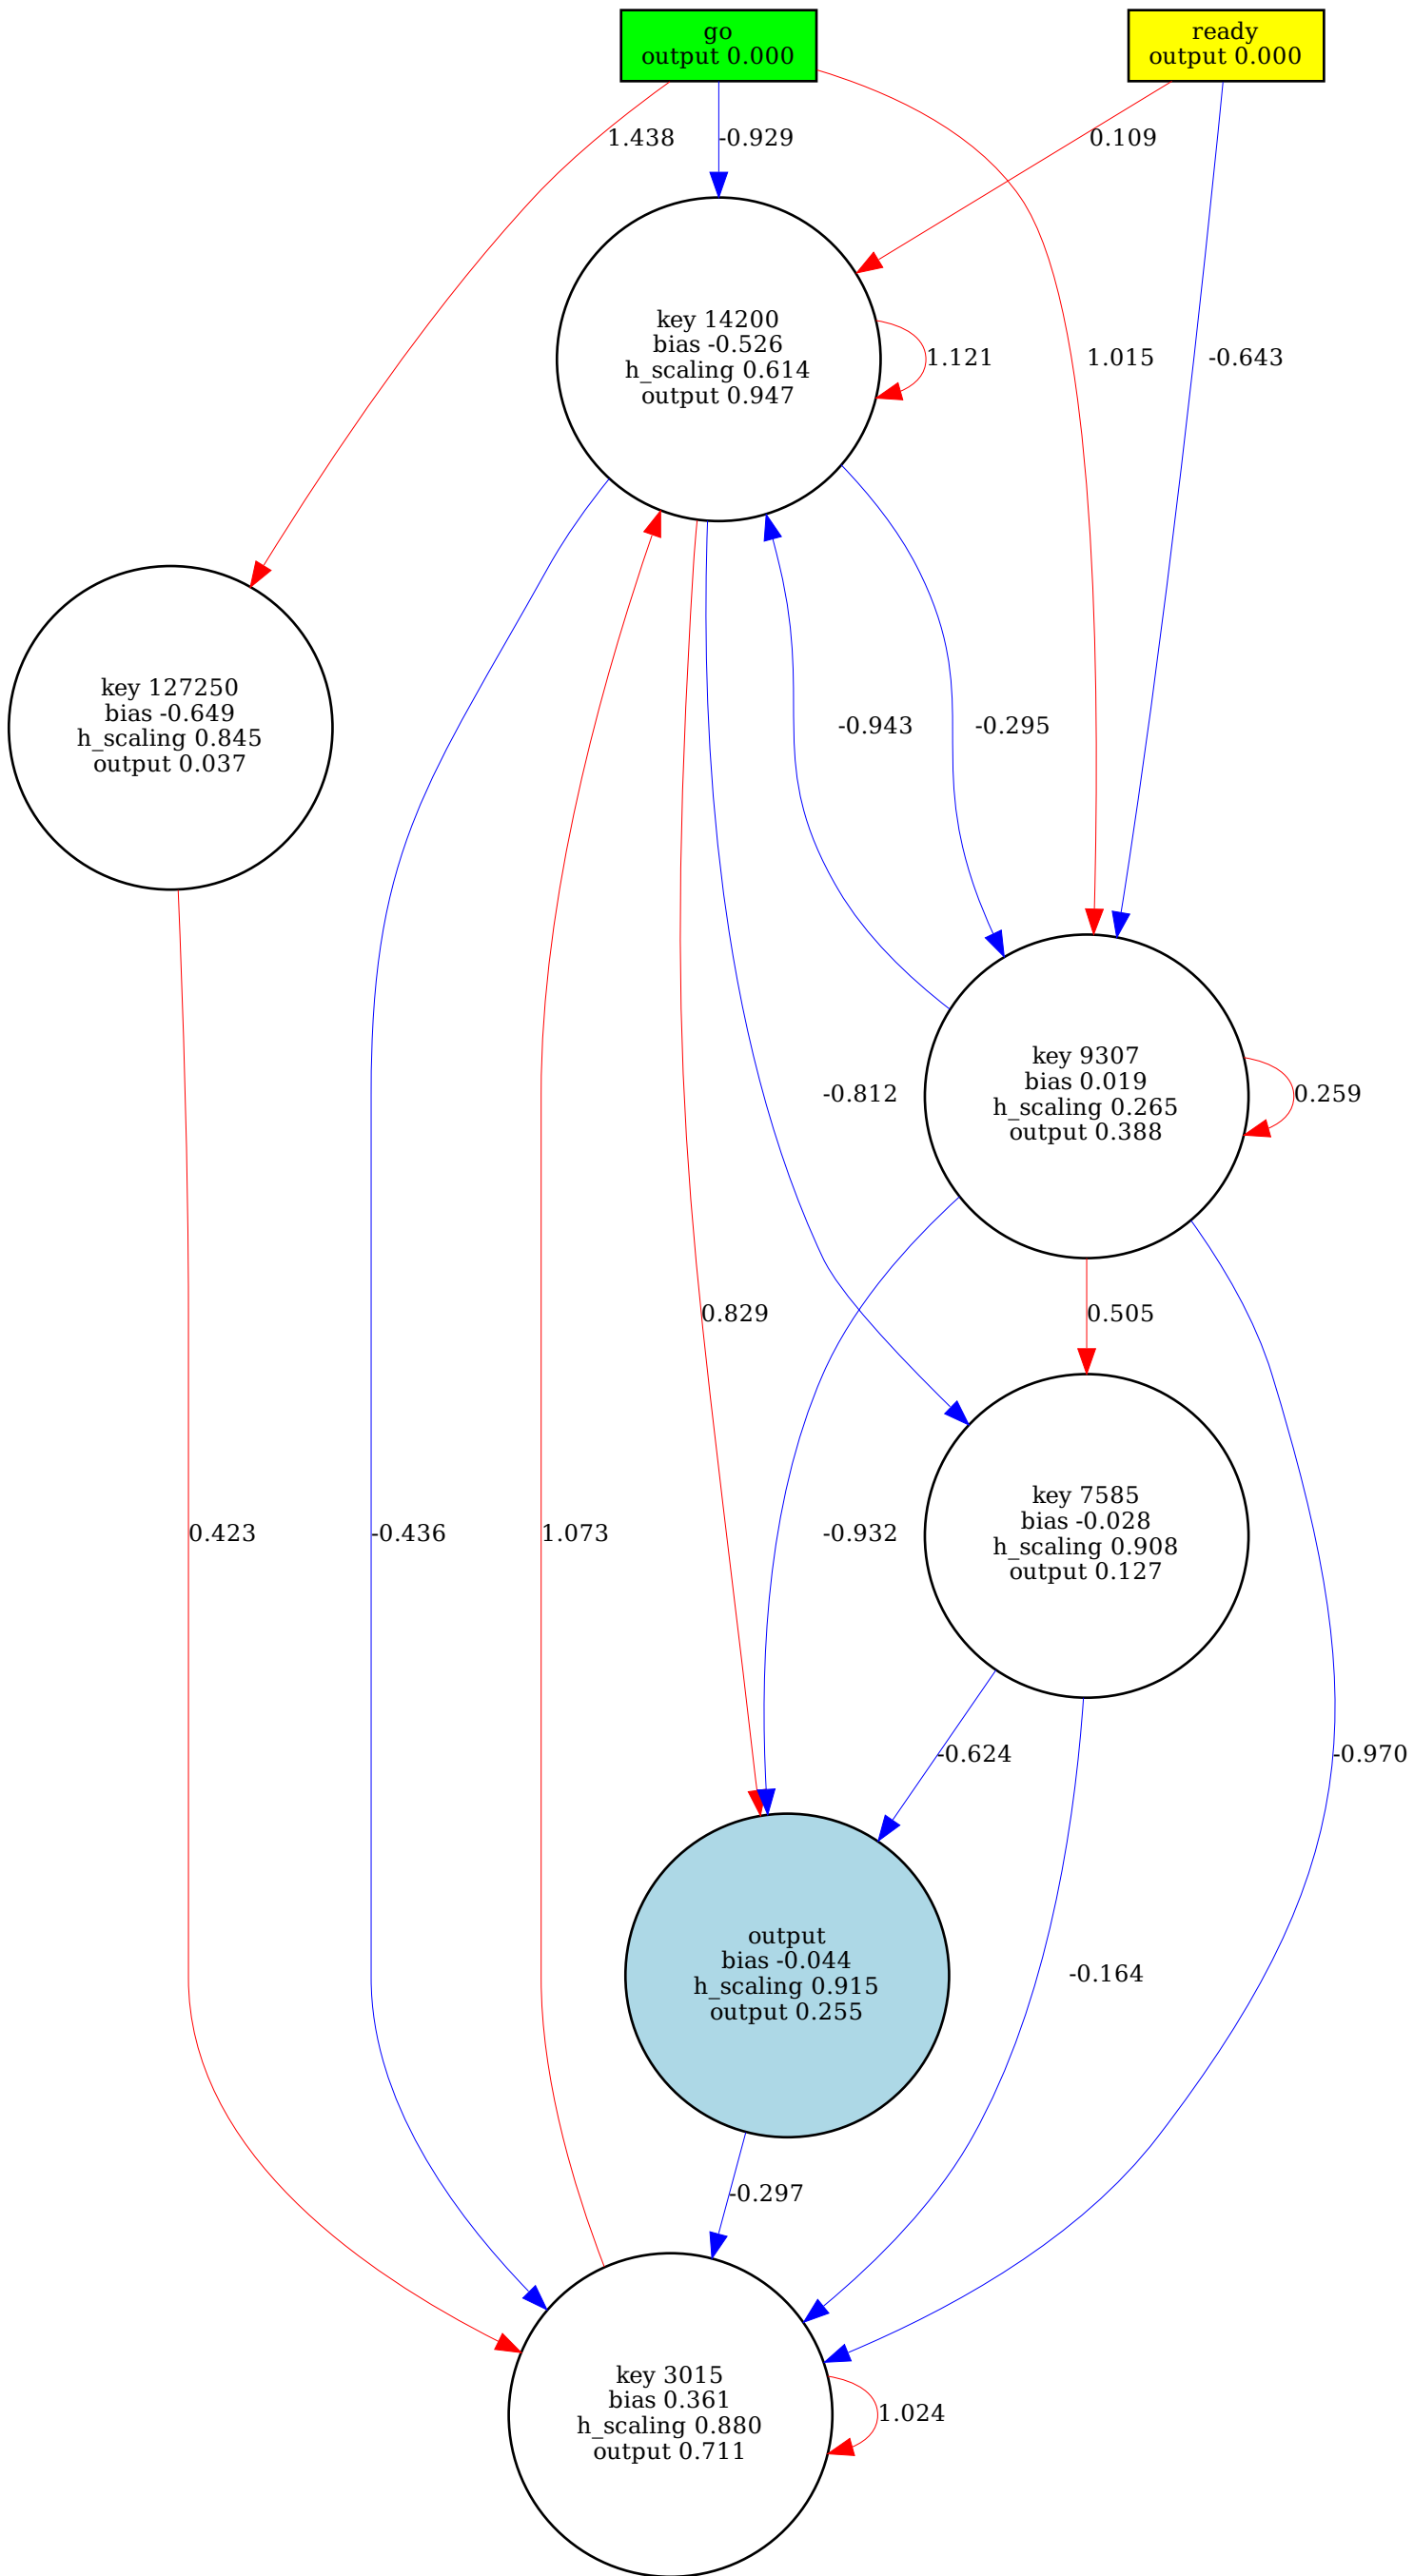 go
output 0.000
ready
output 0.000
1.438
-0.929
0.109
key 14200
bias -0.526
h_scaling 0.614
output 0.947
1.121
1.015
-0.643
key 127250
bias -0.649
h_scaling 0.845
output 0.037
-0.943
-0.295
key 9307
bias 0.019
h_scaling 0.265
output 0.388
-0.812
0.259
0.829
0.505
0.423
-0.436
1.073
-0.932
key 7585
bias -0.028
h_scaling 0.908
output 0.127
-0.624
-0.970
output
bias -0.044
h_scaling 0.915
output 0.255
-0.164
-0.297
key 3015
bias 0.361
h_scaling 0.880
output 0.711
1.024